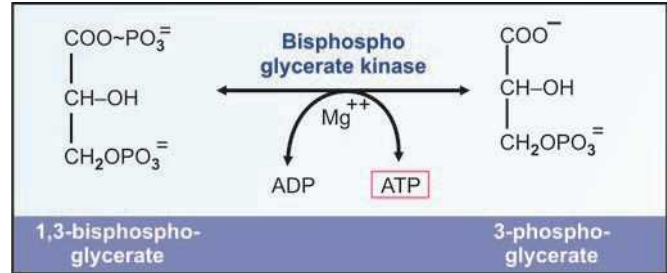 COO~PO₃⁼
CH–OH
CH₂OPO₃⁼
Bisphospho
glycerate kinase
Mg⁺⁺
ADP
ATP
COO⁻
CH–OH
CH₂OPO₃⁼
1,3-bisphospho-
glycerate
3-phospho-
glycerate